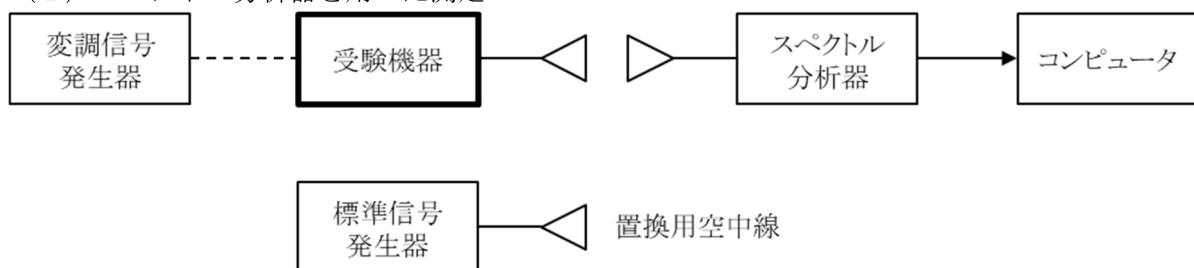 変調信号
発生器
受験機器
スペクトル
分析器
コンピュータ
標準信号
発生器
置換用空中線